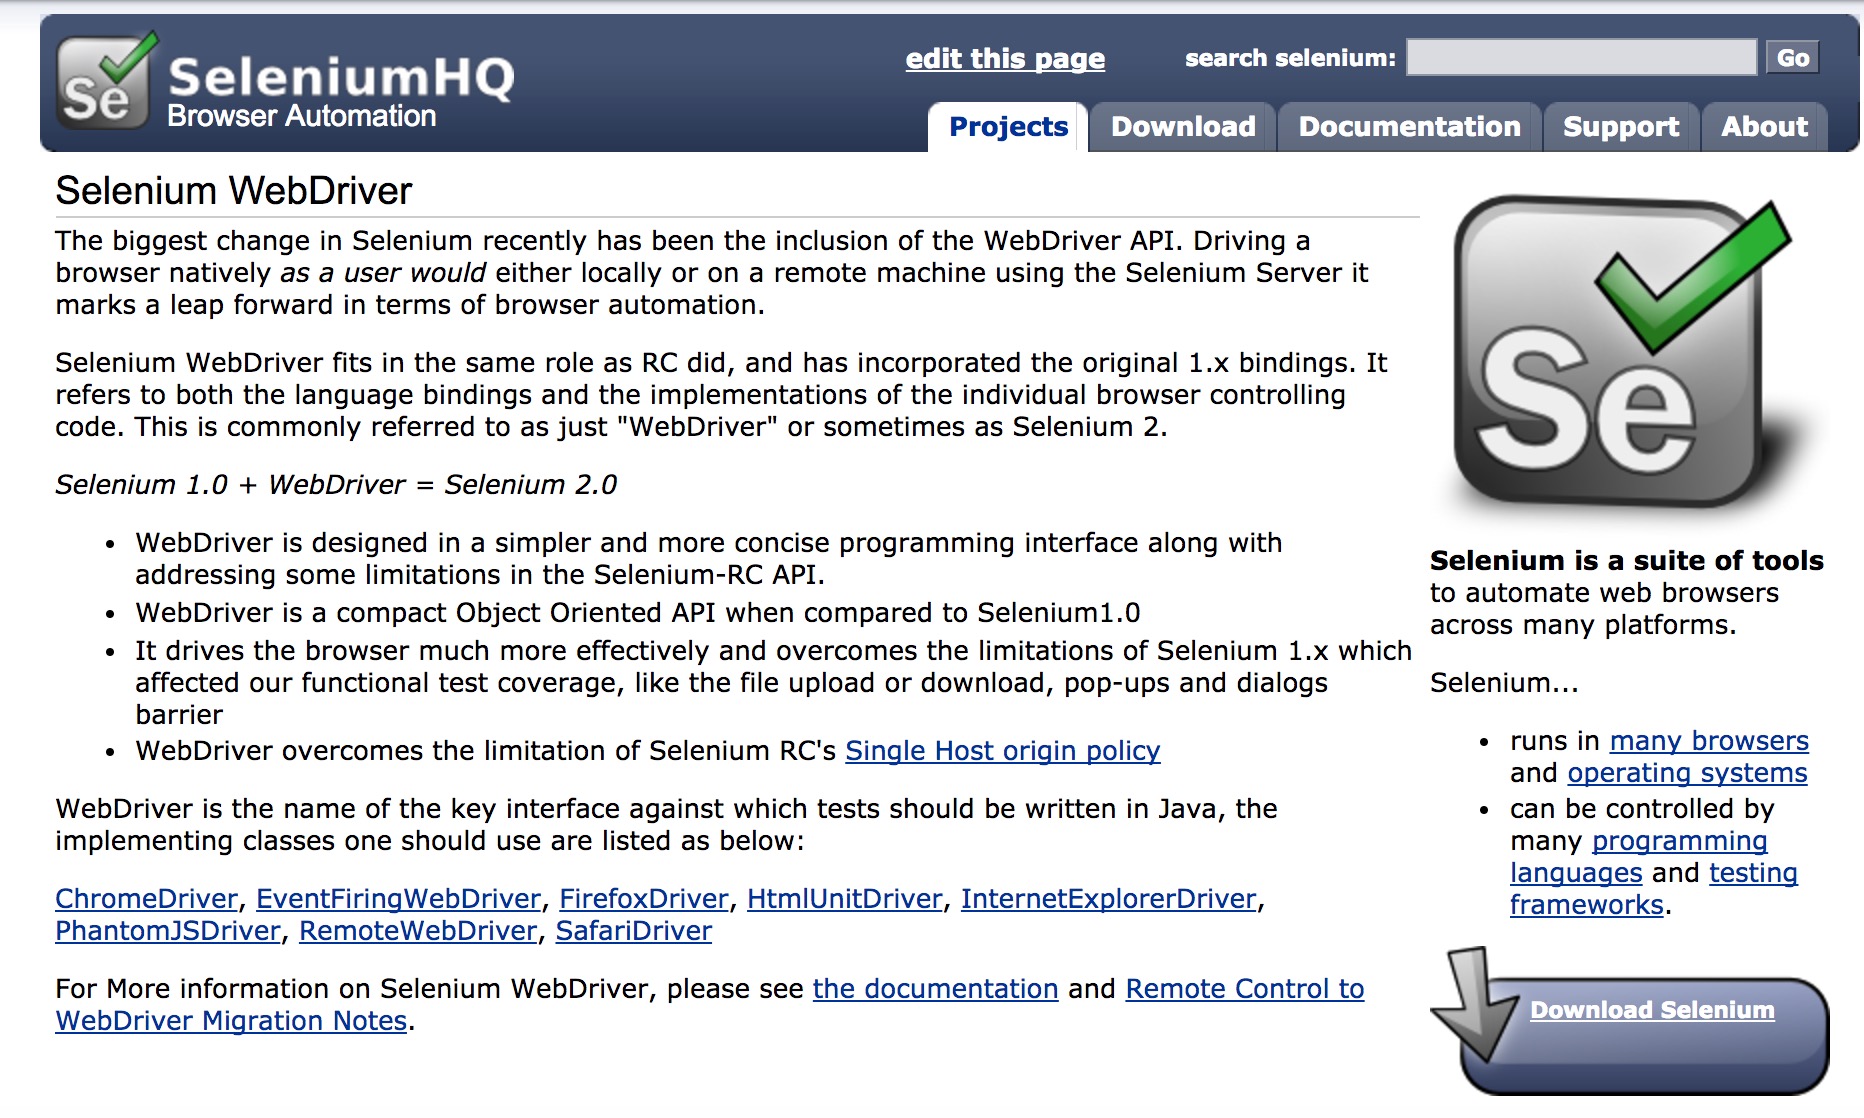 Se
SeleniumHQ
Browser Automation
edit this page
search selenium:
Go
Projects
Download
Documentation
Support
About
Selenium WebDriver
The biggest change in Selenium recently has been the inclusion of the WebDriver API. Driving a
browser natively as a user would either locally or on a remote machine using the Selenium Server it
marks a leap forward in terms of browser automation.
Selenium WebDriver fits in the same role as RC did, and has incorporated the original 1.x bindings. It
refers to both the language bindings and the implementations of the individual browser controlling
code. This is commonly referred to as just "WebDriver" or sometimes as Selenium 2.
Selenium 1.0 + WebDriver = Selenium 2.0
• WebDriver is designed in a simpler and more concise programming interface along with
addressing some limitations in the Selenium-RC API.
• WebDriver is a compact Object Oriented API when compared to Selenium1.0
• It drives the browser much more effectively and overcomes the limitations of Selenium 1.x which
affected our functional test coverage, like the file upload or download, pop-ups and dialogs
barrier
• WebDriver overcomes the limitation of Selenium RC's Single Host origin policy
WebDriver is the name of the key interface against which tests should be written in Java, the
implementing classes one should use are listed as below:
ChromeDriver, EventFiringWebDriver, FirefoxDriver, HtmlUnitDriver, InternetExplorerDriver,
PhantomJSDriver, RemoteWebDriver, SafariDriver
For More information on Selenium WebDriver, please see the documentation and Remote Control to
WebDriver Migration Notes.
Se
Selenium is a suite of tools
to automate web browsers
across many platforms.
Selenium...
• runs in many browsers
and operating systems
• can be controlled by
many programming
languages and testing
frameworks.
Download Selenium